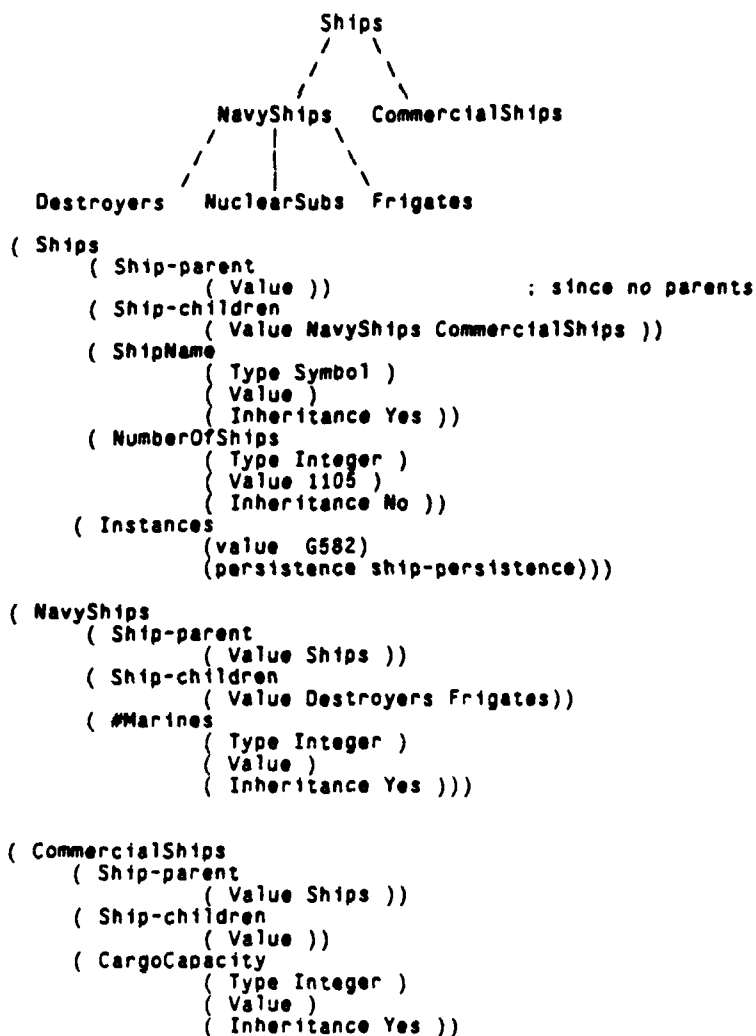 Ships
NavyShips CommercialShips
Destroyers NuclearSubs Frigates
( Ships
( Ship-parent
( Value )) ; since no parents
( Ship-children
( Value NavyShips CommercialShips ))
( ShipName
( Type Symbol )
( Value )
( Inheritance Yes ))
( NumberOfShips
( Type Integer )
( Value 1105 )
( Inheritance No ))
( Instances
(value G582)
(persistence ship-persistence)))
( NavyShips
( Ship-parent
( Value Ships ))
( Ship-children
( Value Destroyers Frigates))
( #Marines
( Type Integer )
( Value )
( Inheritance Yes )))
( CommercialShips
( Ship-parent
( Value Ships ))
( Ship-children
( Value ))
( CargoCapacity
( Type Integer )
( Value )
( Inheritance Yes ))